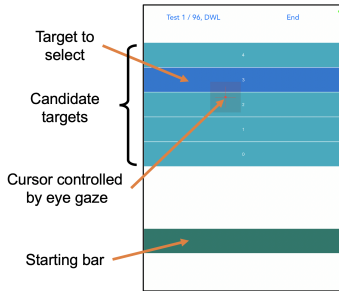 Test 1 / 96, DWL End
Target to
select
4
3
Candidate
targets
2
1
0
Cursor controlled
by eye gaze
Starting bar